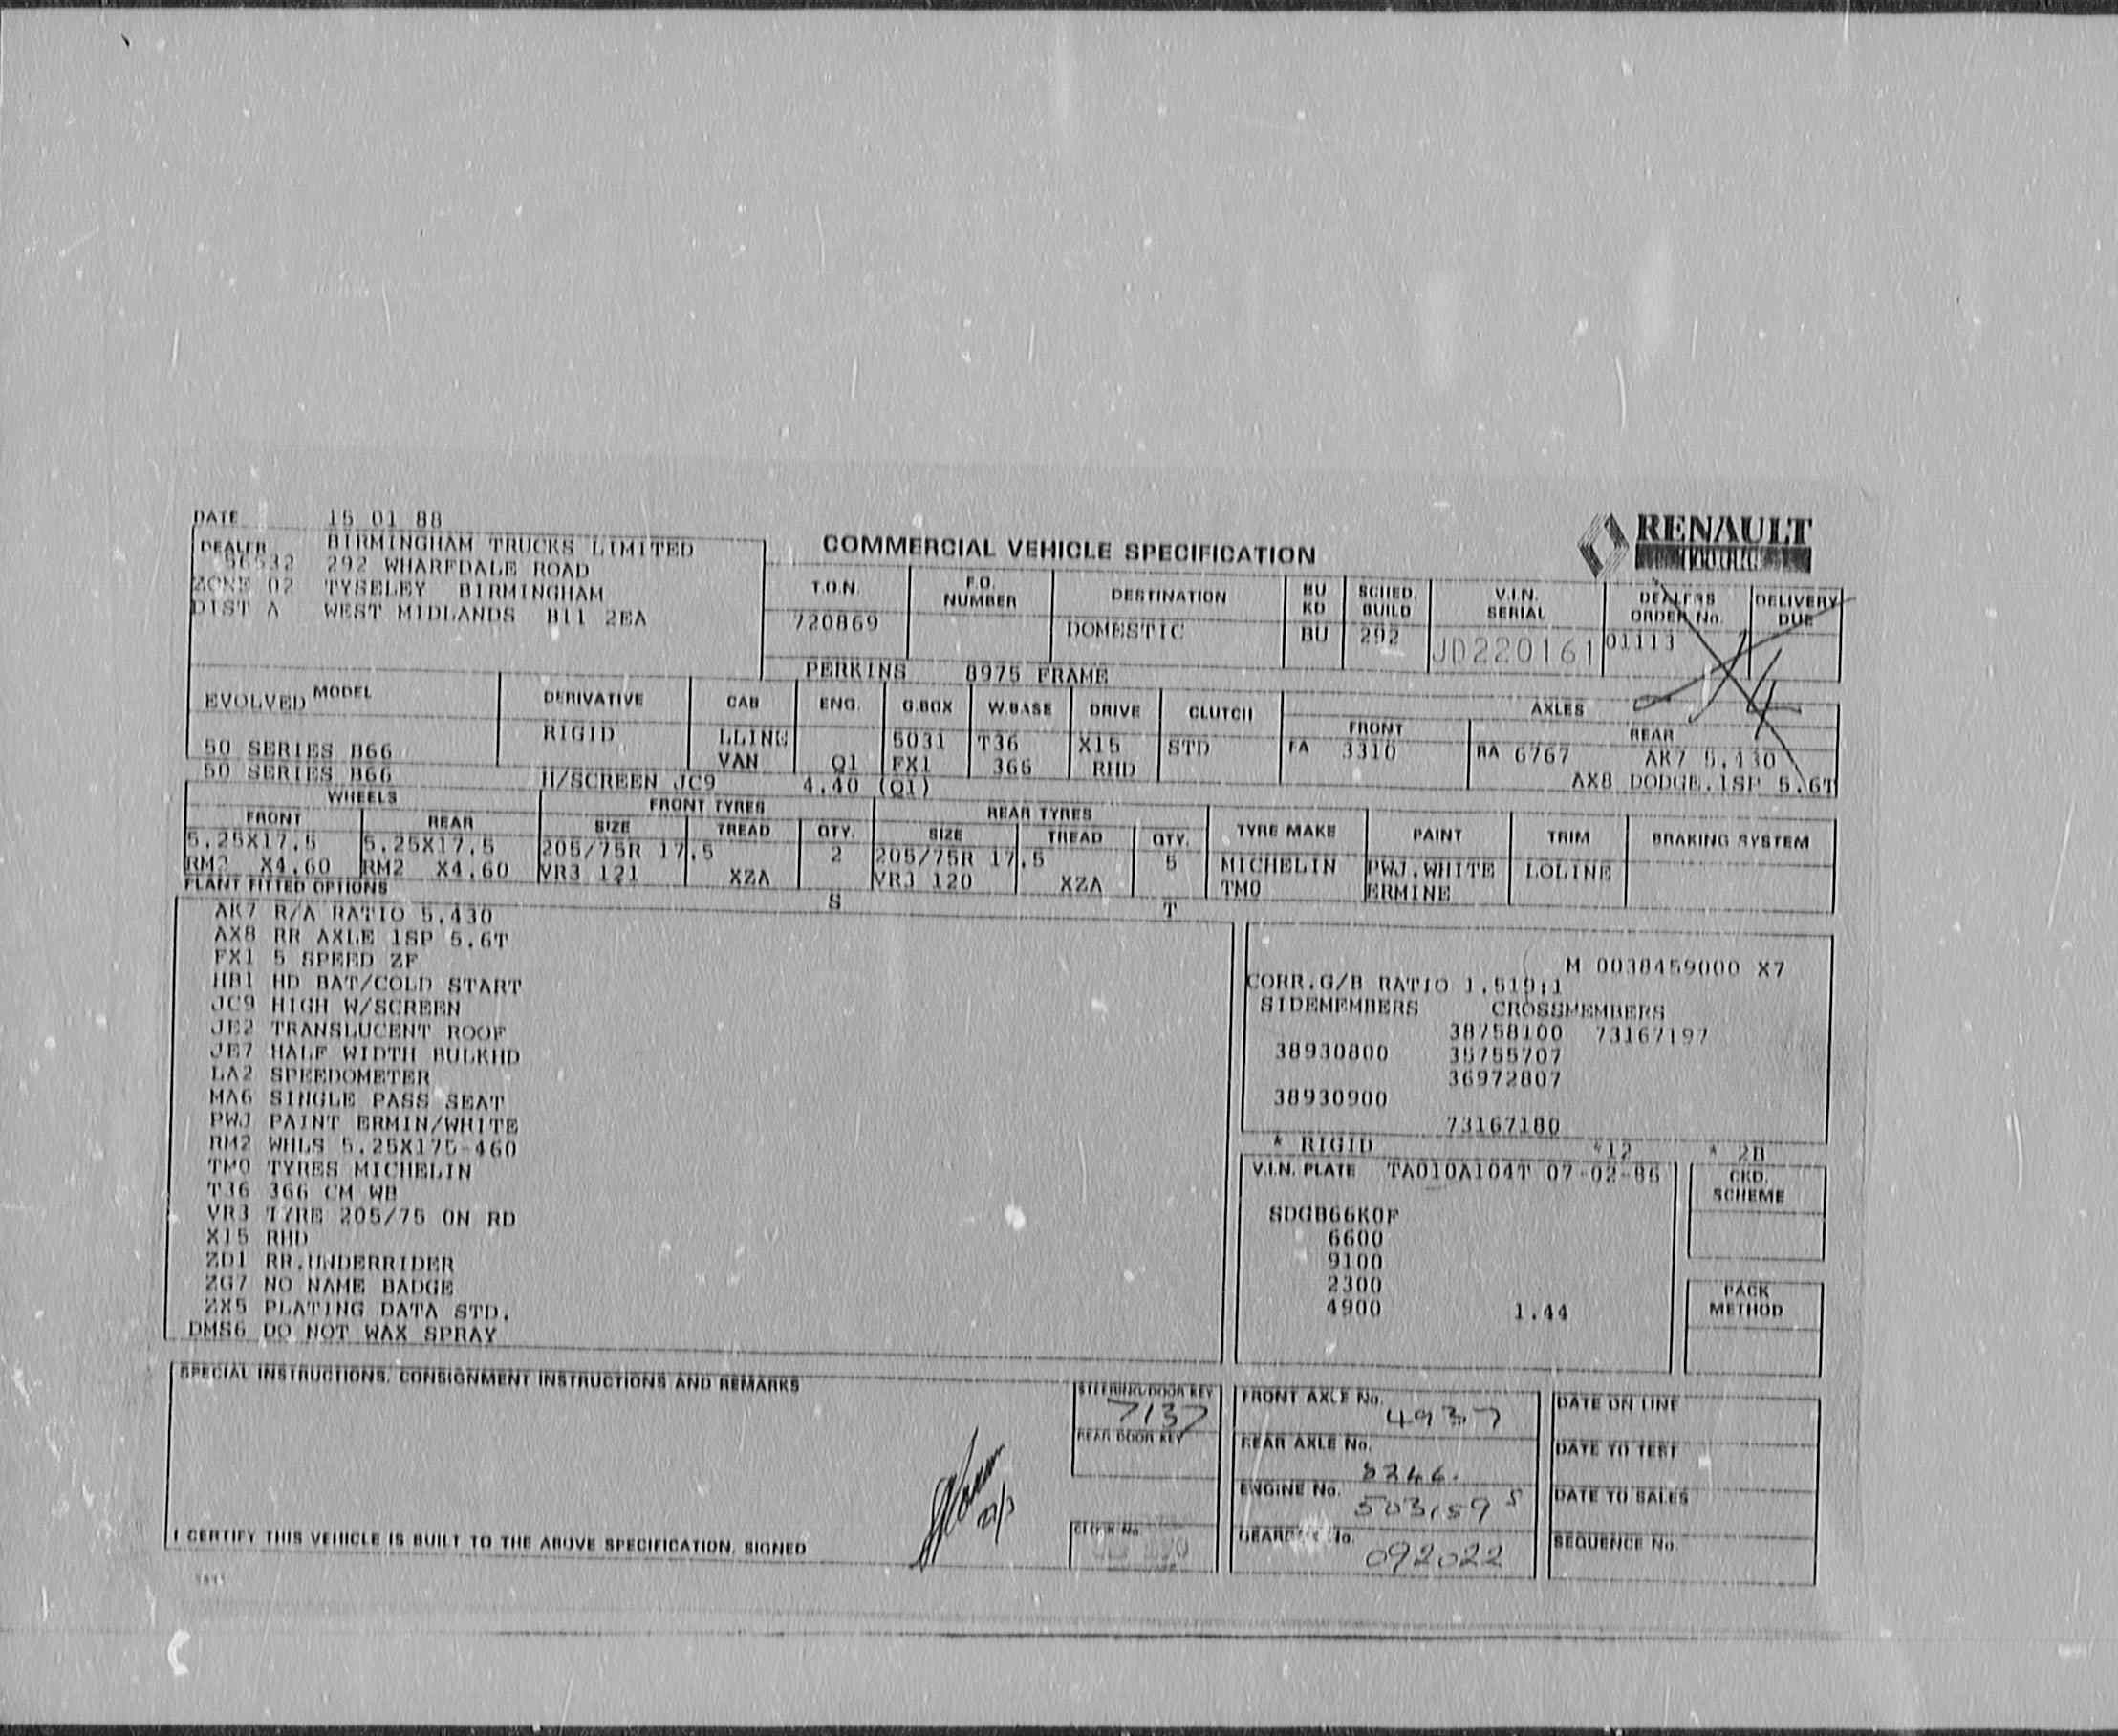 DATE 15 01 88
DEALER BIRMINGHAM TRUCKS LIMITED
56532 292 WHARFDALE ROAD
ZONE 02 TYSELEY BIRMINGHAM
DIST A WEST MIDLANDS B11 2EA
COMMERCIAL VEHICLE SPECIFICATION
RENAULT
T.O.N. F.O. NUMBER DESTINATION BU KD SCHED. BUILD V.I.N. SERIAL DEALERS ORDER No. DELIVERY DUE
720869 DOMESTIC BU 292 JD220161 01113
PERKINS 8975 FRAME
EVOLVED MODEL DERIVATIVE CAB ENG. G.BOX W.BASE DRIVE CLUTCH AXLES
FRONT REAR
RIGID LLING 5031 T36 X15 STD FA 3310 RA 6767 AK7 5.430
50 SERIES B66 VAN Q1 FX1 366 RHD
50 SERIES B66 H/SCREEN JC9 4.40 (Q1) AX8 DODGE.1SP 5.6T
WHEELS FRONT TYRES REAR TYRES
FRONT REAR SIZE TREAD QTY. SIZE TREAD QTY. TYRE MAKE PAINT TRIM BRAKING SYSTEM
5.25X17.5 5.25X17.5 205/75R 17.5 2 205/75R 17.5 5 MICHELIN PWJ.WHITE LOLINE
RM2 X4.60 RM2 X4.60 VR3 121 XZA VR3 120 XZA TM0 ERMINE
PLANT FITTED OPTIONS S T
AK7 R/A RATIO 5.430
AX8 RR AXLE 1SP 5.6T
FX1 5 SPEED ZF
HB1 HD BAT/COLD START
JC9 HIGH W/SCREEN
JE2 TRANSLUCENT ROOF
JE7 HALF WIDTH BULKHD
LA2 SPEEDOMETER
MA6 SINGLE PASS SEAT
PWJ PAINT ERMIN/WHITE
RM2 WHLS 5.25X175-460
TM0 TYRES MICHELIN
T36 366 CM WB
VR3 TYRE 205/75 ON RD
X15 RHD
ZD1 RR.UNDERRIDER
ZG7 NO NAME BADGE
ZX5 PLATING DATA STD.
DMS6 DO NOT WAX SPRAY
M 0038459000 X7
CORR.G/B RATIO 1.519:1
SIDEMEMBERS CROSSMEMBERS
38758100 73167197
38930800 35755707
36972807
38930900
73167180
* RIGID *12 * 2B
V.I.N. PLATE TA010A104T 07-02-86
CKD. SCHEME
SDGB66K0F
6600
9100
2300
4900 1.44
PACK METHOD
SPECIAL INSTRUCTIONS, CONSIGNMENT INSTRUCTIONS AND REMARKS
STEERING/DOOR KEY
7137
REAR DOOR KEY
CLOCK No.
FRONT AXLE No. 4937
REAR AXLE No. 8246.
ENGINE No. 503159 S
GEARBOX No. 092022
DATE ON LINE
DATE TO TEST
DATE TO SALES
SEQUENCE No.
I CERTIFY THIS VEHICLE IS BUILT TO THE ABOVE SPECIFICATION. SIGNED